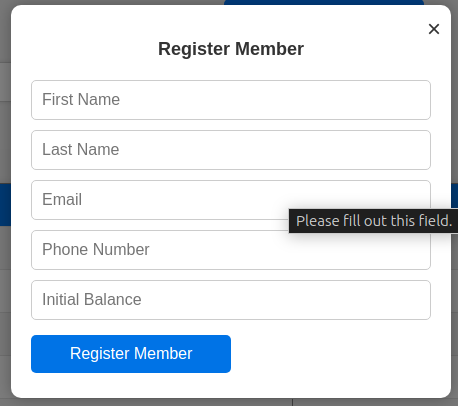 ×
Register Member
First Name
Last Name
Email
Please fill out this field.
Phone Number
Initial Balance
Register Member